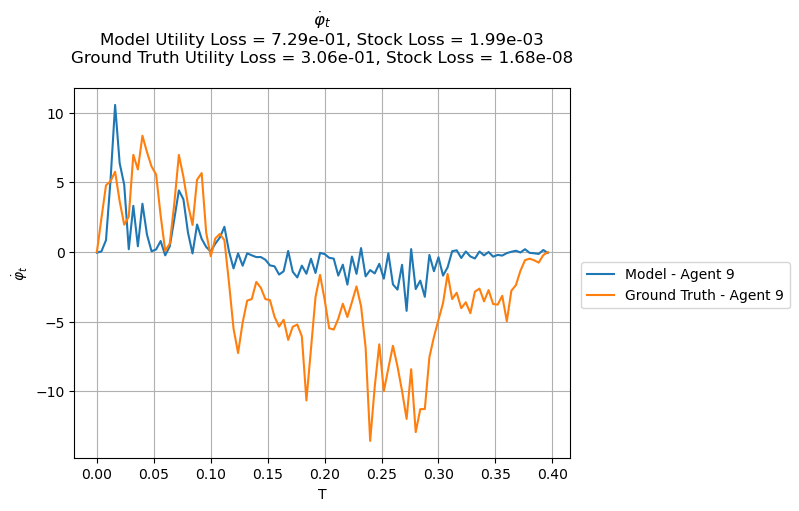 φ̇ₜ
Model Utility Loss = 7.29e-01, Stock Loss = 1.99e-03
Ground Truth Utility Loss = 3.06e-01, Stock Loss = 1.68e-08
10
5
0
−5
−10
φ̇ₜ
0.00 0.05 0.10 0.15 0.20 0.25 0.30 0.35 0.40
T
Model - Agent 9
Ground Truth - Agent 9